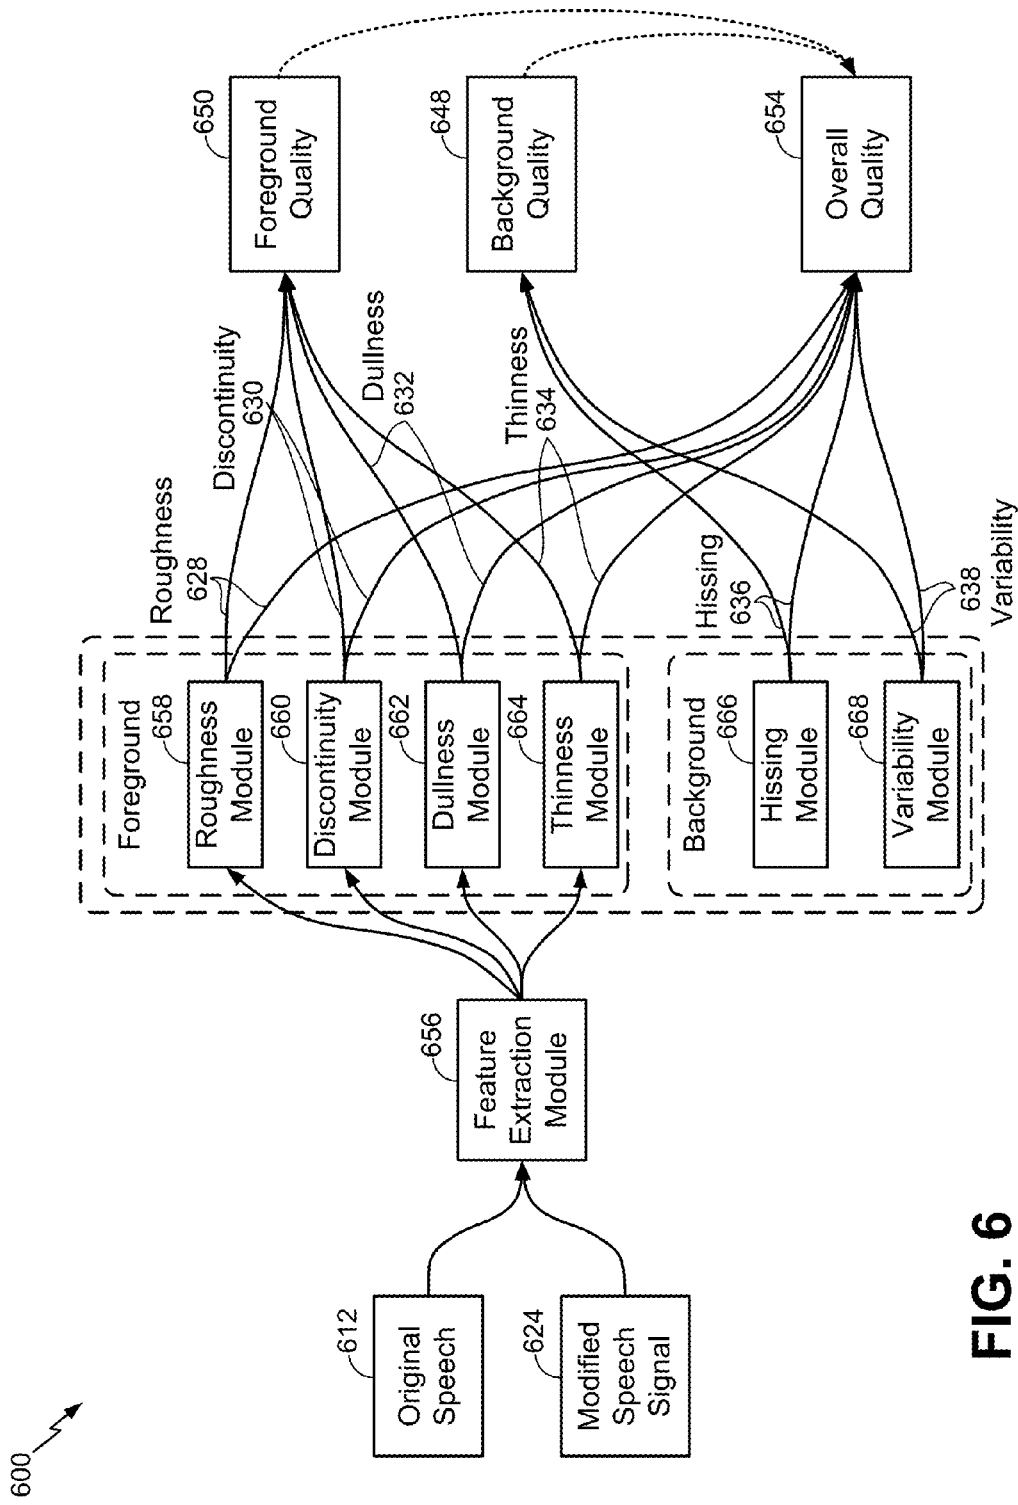 600
612
Original
Speech
624
Modified
Speech
Signal
656
Feature
Extraction
Module
Foreground
658
Roughness
Module
660
Discontinuity
Module
662
Dullness
Module
664
Thinness
Module
Background
666
Hissing
Module
668
Variability
Module
Roughness
628
Discontinuity
630
Dullness
632
Thinness
634
Hissing
636
638
Variability
650
Foreground
Quality
648
Background
Quality
654
Overall
Quality
FIG. 6